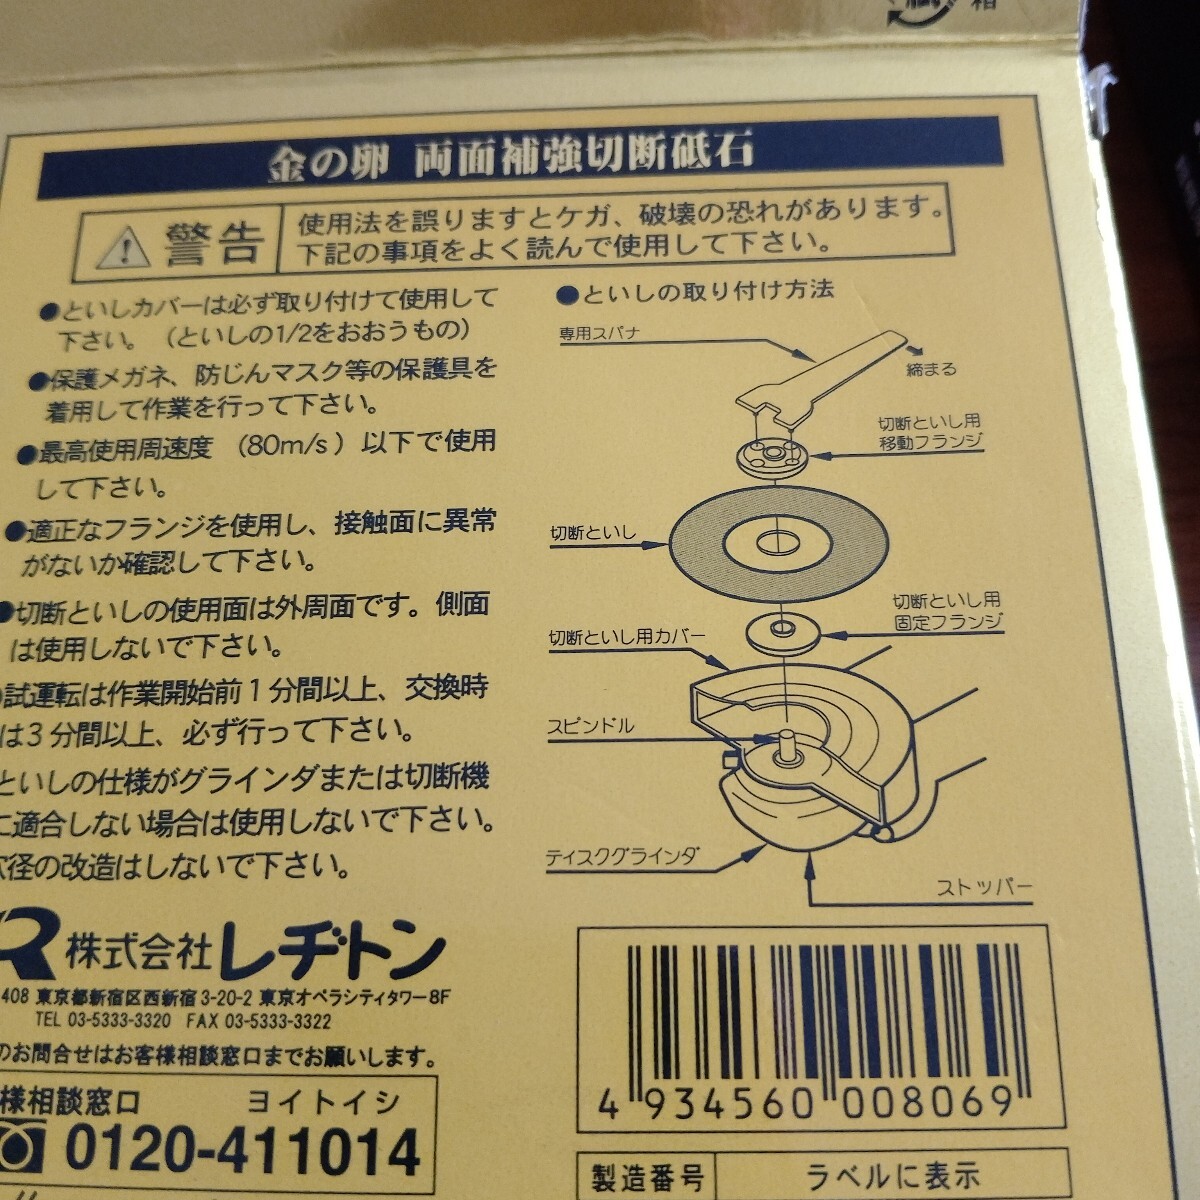 箱
金の卵 両面補強切断砥石
警告
使用法を誤りますとケガ、破壊の恐れがあります。
下記の事項をよく読んで使用して下さい。
●といしカバーは必ず取り付けて使用して
下さい。（といしの1/2をおおうもの）
●保護メガネ、防じんマスク等の保護具を
着用して作業を行って下さい。
●最高使用周速度 （80m/s）以下で使用
して下さい。
●適正なフランジを使用し、接触面に異常
がないか確認して下さい。
●切断といしの使用面は外周面です。側面
は使用しないで下さい。
試運転は作業開始前1分間以上、交換時
は3分間以上、必ず行って下さい。
といしの仕様がグラインダまたは切断機
に適合しない場合は使用しないで下さい。
穴径の改造はしないで下さい。
●といしの取り付け方法
専用スパナ
締まる
切断といし用
移動フランジ
切断といし
切断といし用
固定フランジ
切断といし用カバー
スピンドル
ディスクグラインダ
ストッパー
R 株式会社レヂトン
408 東京都新宿区西新宿3-20-2 東京オペラシティタワー8F
TEL 03-5333-3320 FAX 03-5333-3322
のお問合せはお客様相談窓口までお願いします。
様相談窓口 ヨイトイシ
0120-411014
4 934560 008069
製造番号 ラベルに表示